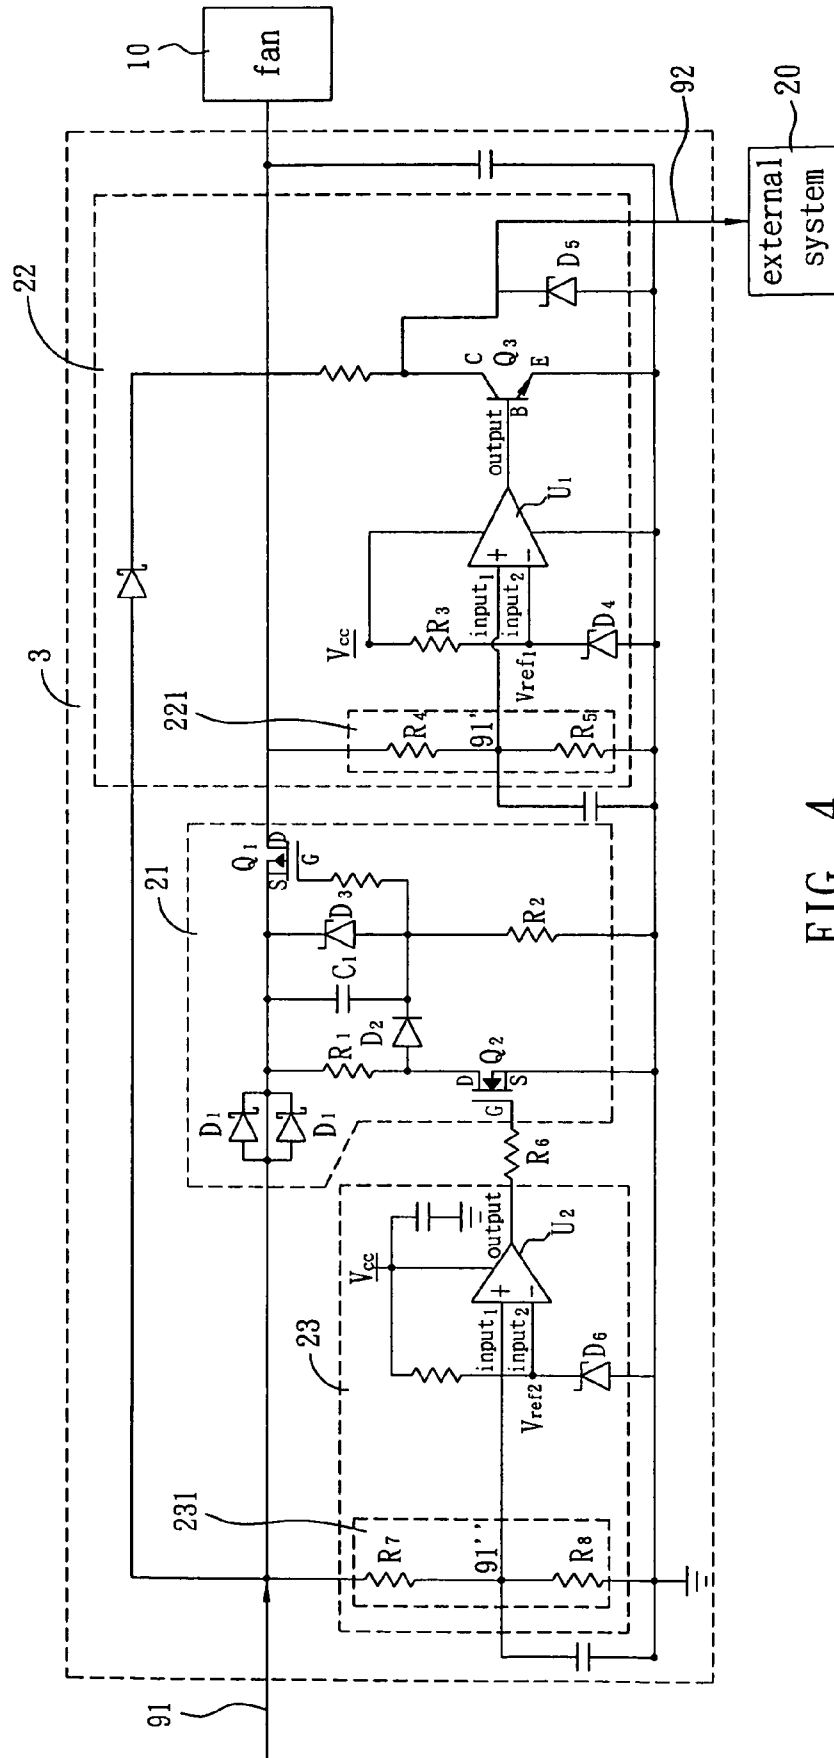 10
fan
3
22
221
21
23
231
91
92
20
external
system
D5
C
Q3
E
B
output
U1
+
−
input1
input2
Vcc
R3
Vref1
D4
R4
91'
R5
Q1
S
D
G
D3
C1
R2
R1
D2
D1
D1
Q2
D
S
G
R6
output
U2
+
−
Vcc
input1
input2
Vref2
D6
R7
91''
R8
FIG. 4